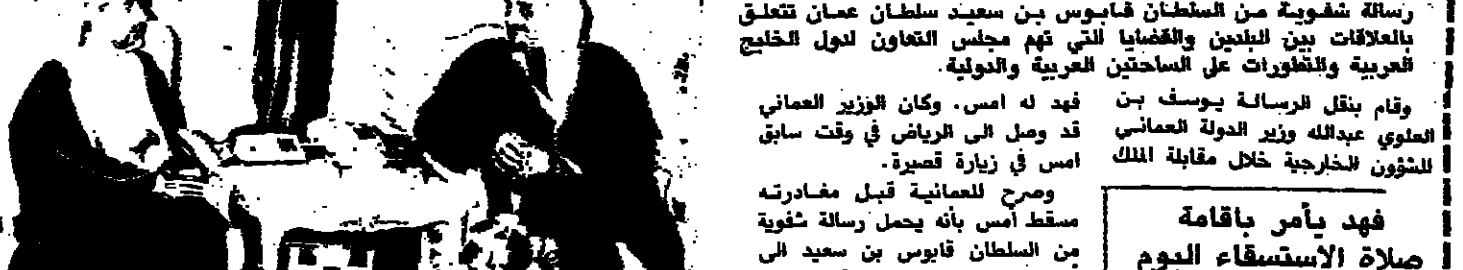 رسالة شفوية من السلطان قابوس بن سعيد سلطان عمان تتعلق
بالعلاقات بين البلدين والقضايا التي تهم مجلس التعاون لدول الخليج
العربية والتطورات على الساحتين العربية والدولية.
وقام بنقل الرسالة يوسف بن
العلوي عبدالله وزير الدولة العماني
للشؤون الخارجية خلال مقابلة الملك
فهد له امس. وكان الوزير العماني
قد وصل الى الرياض في وقت سابق
امس في زيارة قصيرة.
وصرح للعمانية قبل مغادرته
مسقط أمس بأنه يحمل رسالة شفوية
من السلطان قابوس بن سعيد الى
فهد يأمر باقامة
صلاة الاستسقاء اليوم